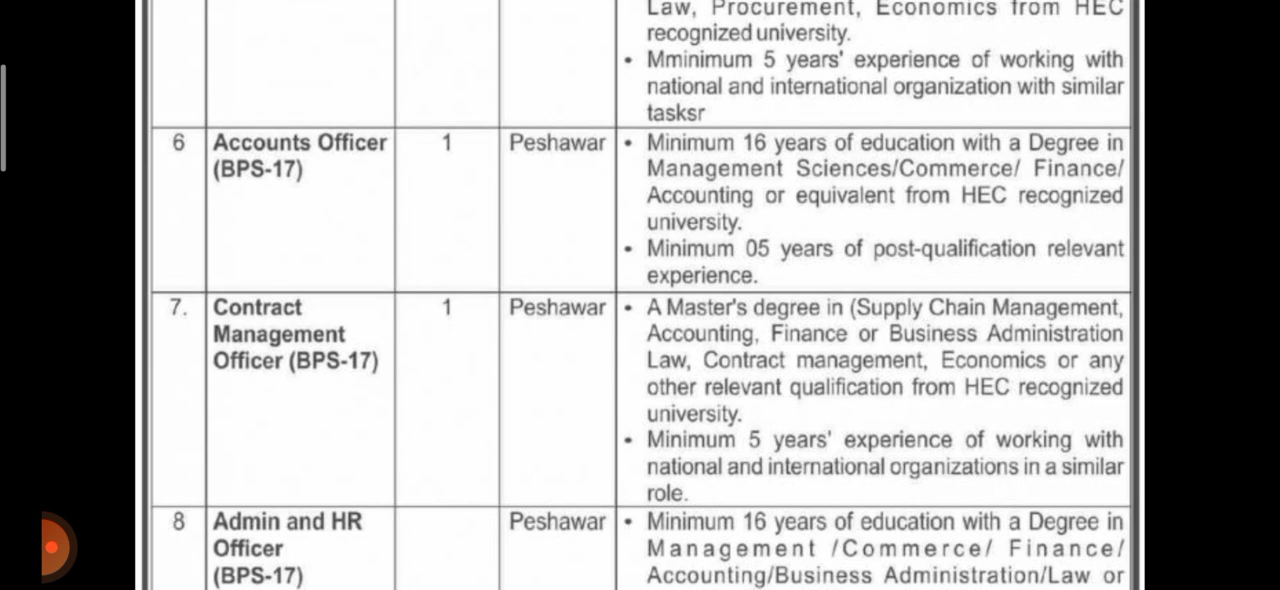 Law, Procurement, Economics from HEC
recognized university.
• Mminimum 5 years' experience of working with
national and international organization with similar
tasksr
6 Accounts Officer 1 Peshawar • Minimum 16 years of education with a Degree in
(BPS-17) Management Sciences/Commerce/ Finance/
Accounting or equivalent from HEC recognized
university.
• Minimum 05 years of post-qualification relevant
experience.
7. Contract 1 Peshawar • A Master's degree in (Supply Chain Management,
Management Accounting, Finance or Business Administration
Officer (BPS-17) Law, Contract management, Economics or any
other relevant qualification from HEC recognized
university.
• Minimum 5 years' experience of working with
national and international organizations in a similar
role.
8 Admin and HR Peshawar • Minimum 16 years of education with a Degree in
Officer Management /Commerce/ Finance/
(BPS-17) Accounting/Business Administration/Law or